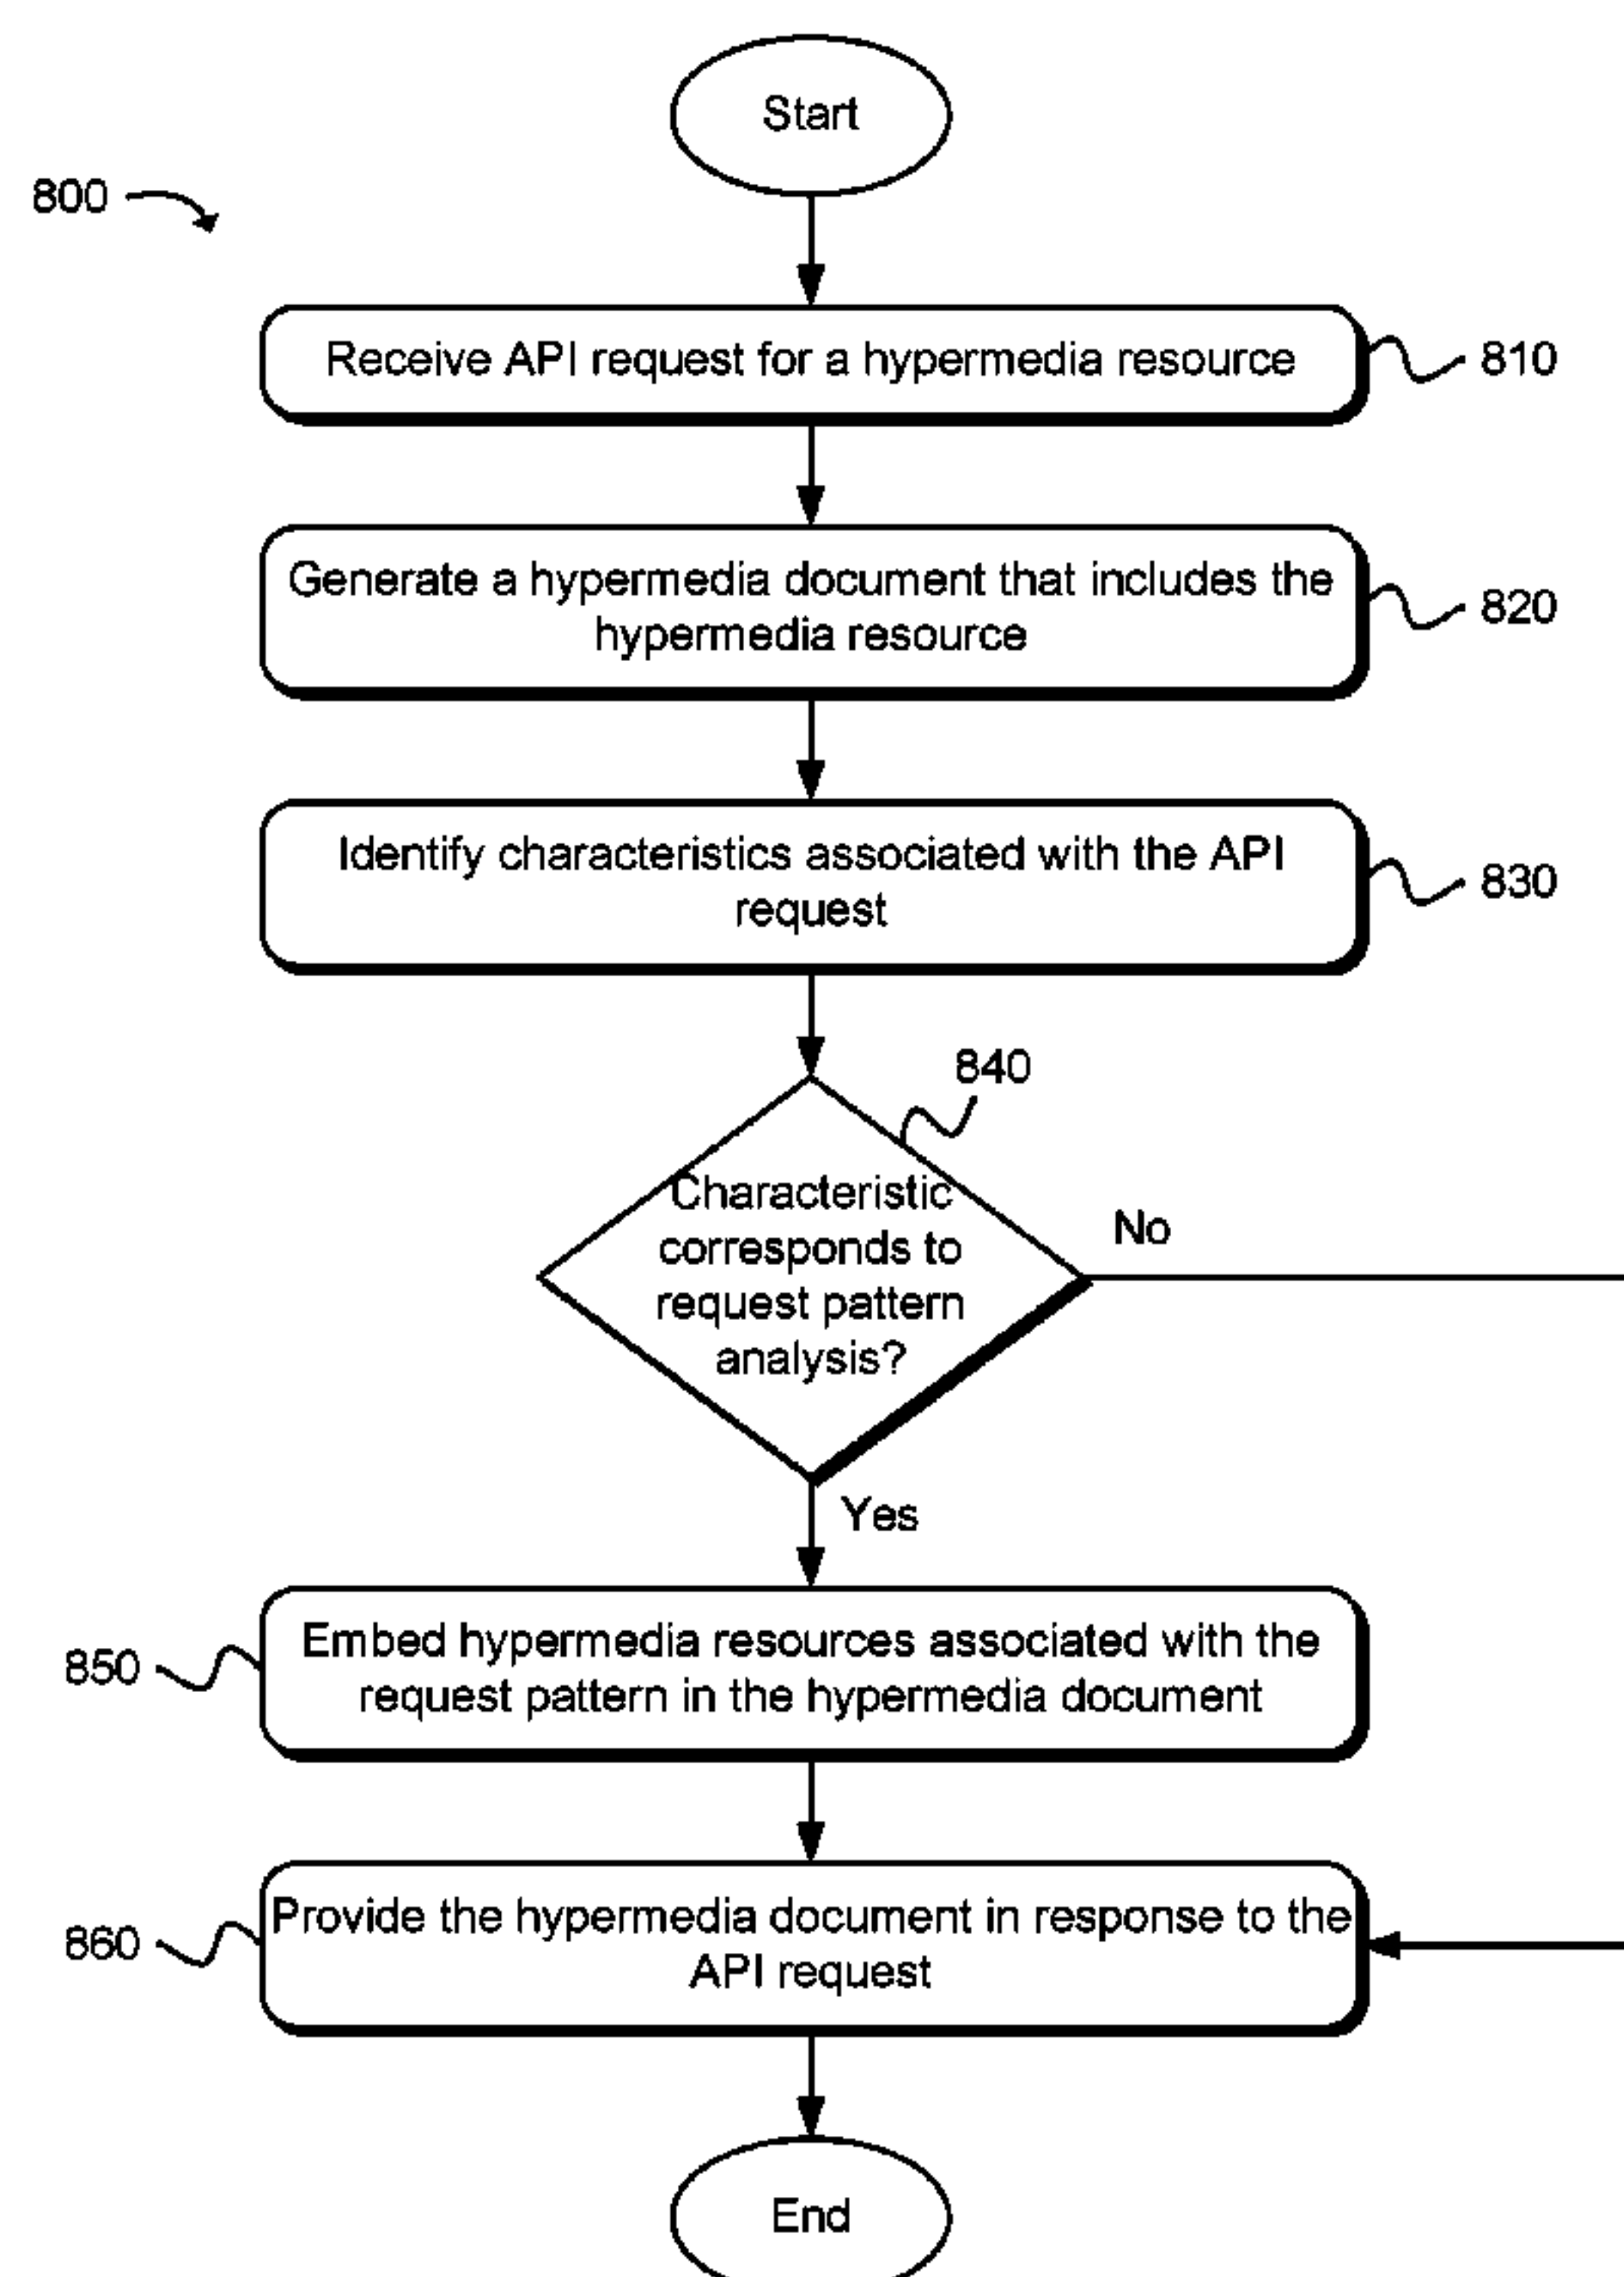 Start
800
Receive API request for a hypermedia resource
810
Generate a hypermedia document that includes the
hypermedia resource
820
Identify characteristics associated with the API
request
830
840
Characteristic
corresponds to
request pattern
analysis?
No
Yes
Embed hypermedia resources associated with the
request pattern in the hypermedia document
850
Provide the hypermedia document in response to the
API request
860
End